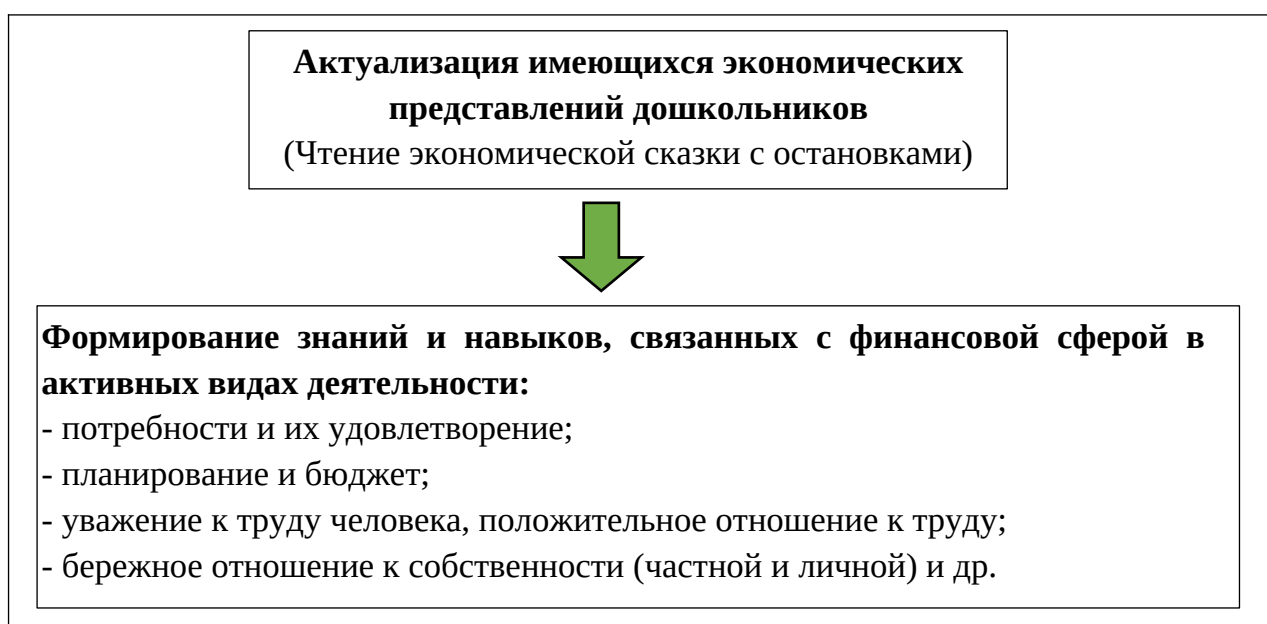 Актуализация имеющихся экономических
представлений дошкольников
(Чтение экономической сказки с остановками)
Формирование знаний и навыков, связанных с финансовой сферой в
активных видах деятельности:
- потребности и их удовлетворение;
- планирование и бюджет;
- уважение к труду человека, положительное отношение к труду;
- бережное отношение к собственности (частной и личной) и др.